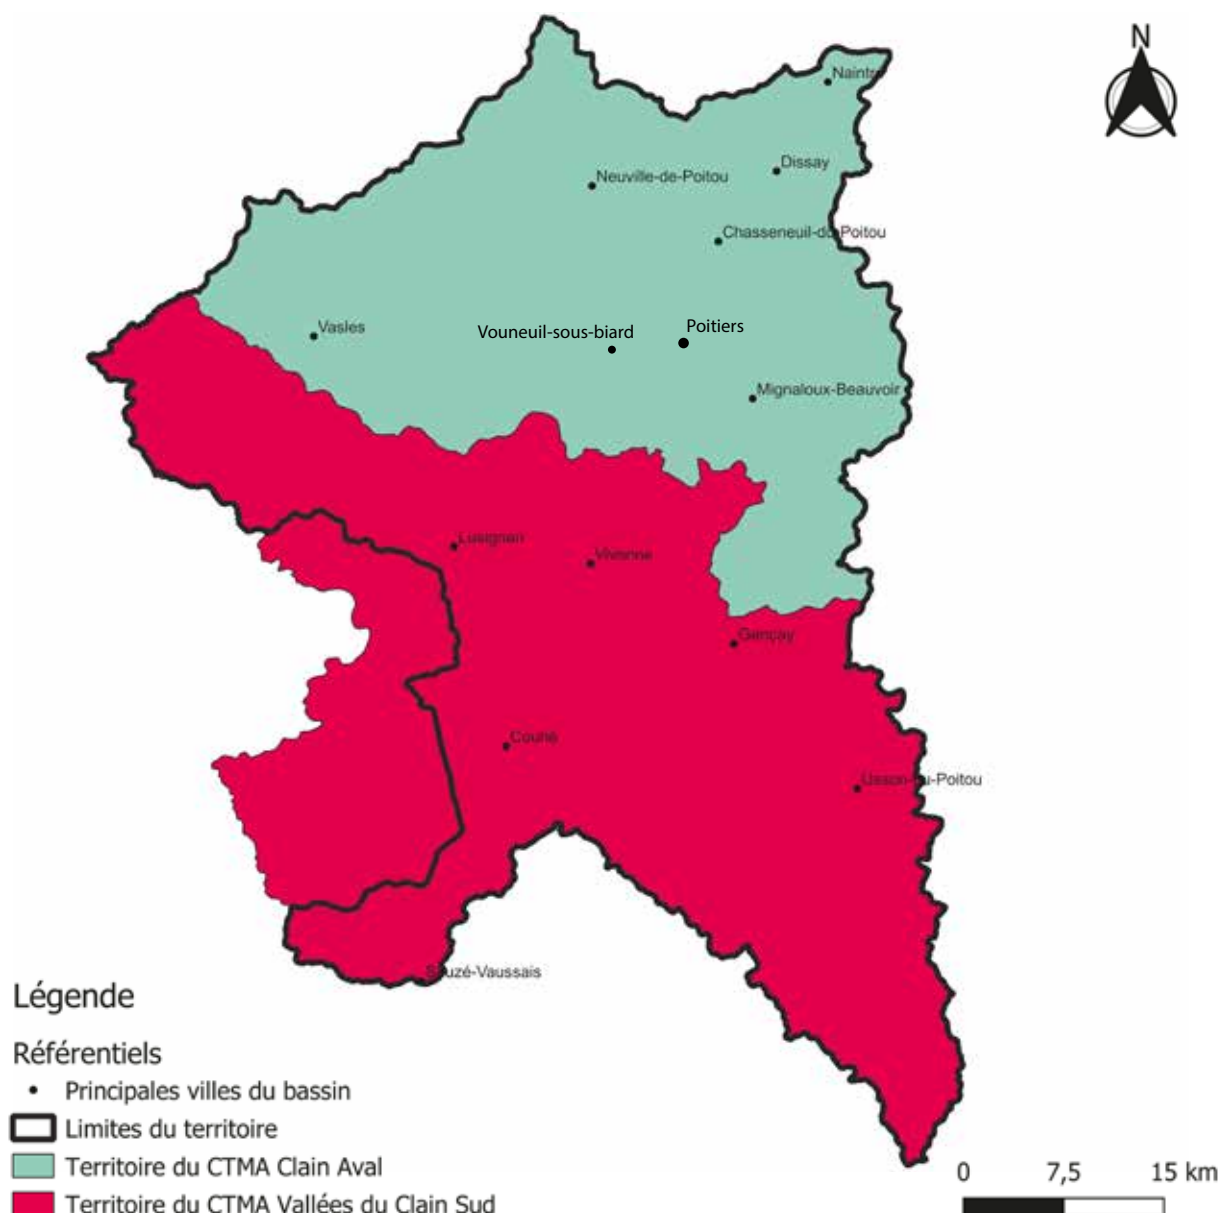 N
Naintré
Dissay
Neuville-de-Poitou
Chasseneuil-du-Poitou
Vasles
Vouneuil-sous-biard
Poitiers
Mignaloux-Beauvoir
Lusignan
Vivonne
Gençay
Couhé
Usson-du-Poitou
Sauzé-Vaussais
Légende
Référentiels
Principales villes du bassin
Limites du territoire
Territoire du CTMA Clain Aval
0 7,5 15 km
Territoire du CTMA Vallées du Clain Sud